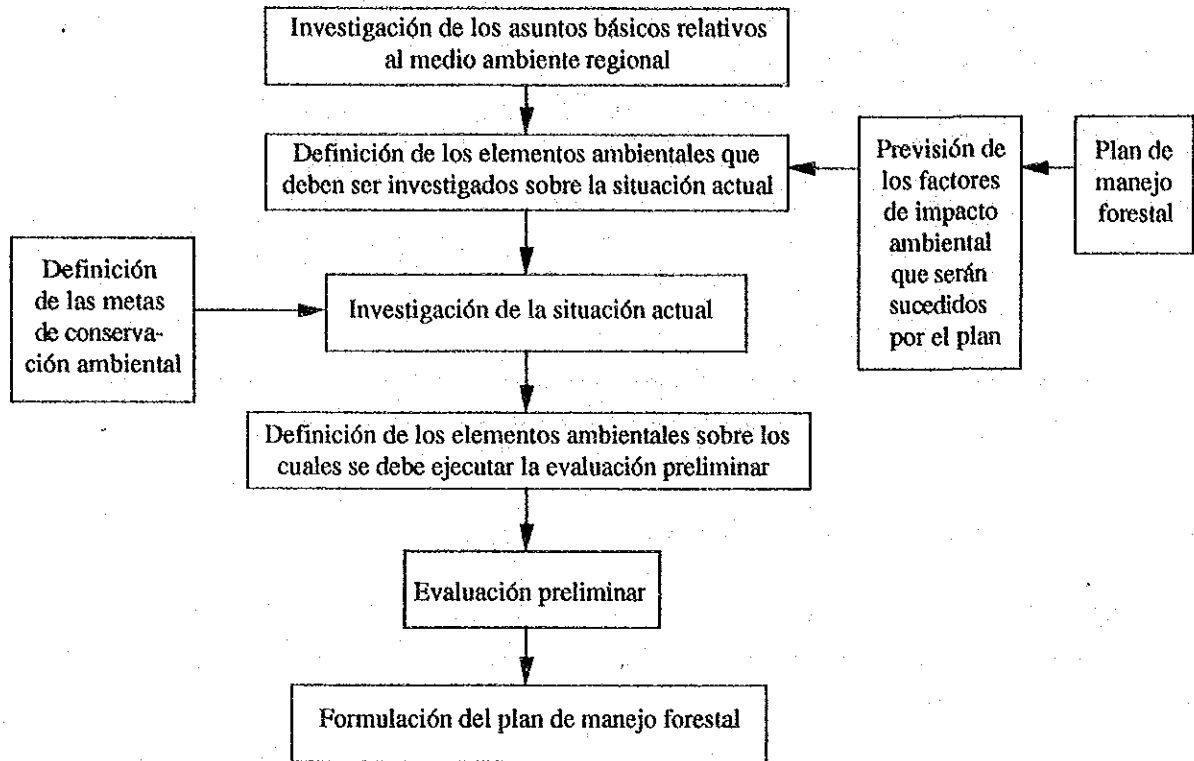 Investigación de los asuntos básicos relativos
al medio ambiente regional
Definición de los elementos ambientales que
deben ser investigados sobre la situación actual
Previsión de
los factores
de impacto
ambiental
que serán
sucedidos
por el plan
Plan de
manejo
forestal
Definición
de las metas
de conserva-
ción ambiental
Investigación de la situación actual
Definición de los elementos ambientales sobre los
cuales se debe ejecutar la evaluación preliminar
Evaluación preliminar
Formulación del plan de manejo forestal